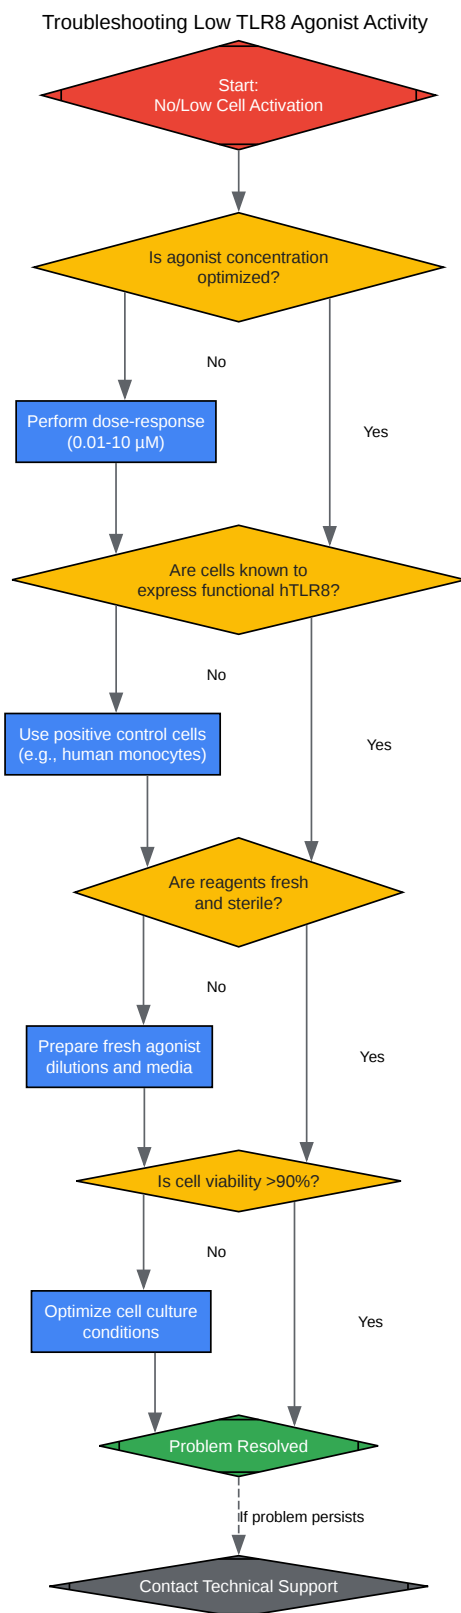 Troubleshooting Low TLR8 Agonist Activity
Start:
No/Low Cell Activation
Is agonist concentration
optimized?
No
Yes
Perform dose-response
(0.01-10 µM)
Are cells known to
express functional hTLR8?
No
Yes
Use positive control cells
(e.g., human monocytes)
Are reagents fresh
and sterile?
No
Yes
Prepare fresh agonist
dilutions and media
Is cell viability >90%?
No
Yes
Optimize cell culture
conditions
Problem Resolved
If problem persists
Contact Technical Support